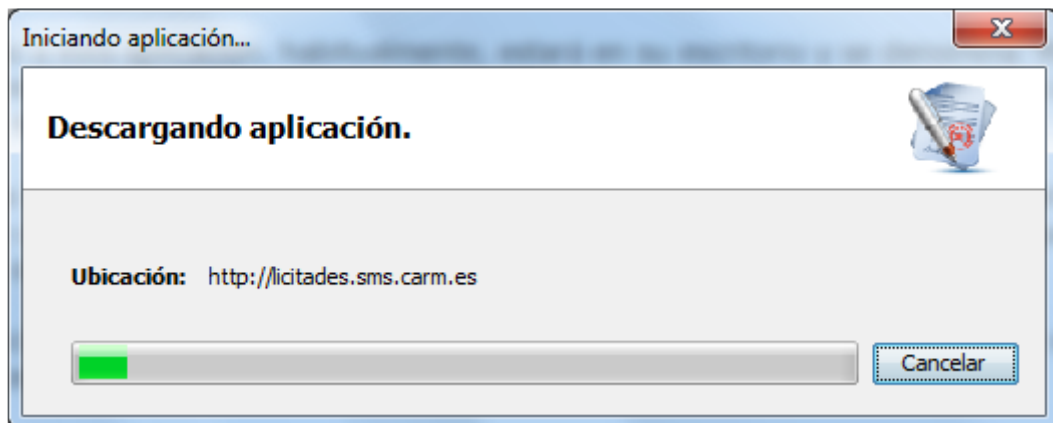 Iniciando aplicación...
Descargando aplicación.
Ubicación: http://licitades.sms.carm.es
Cancelar